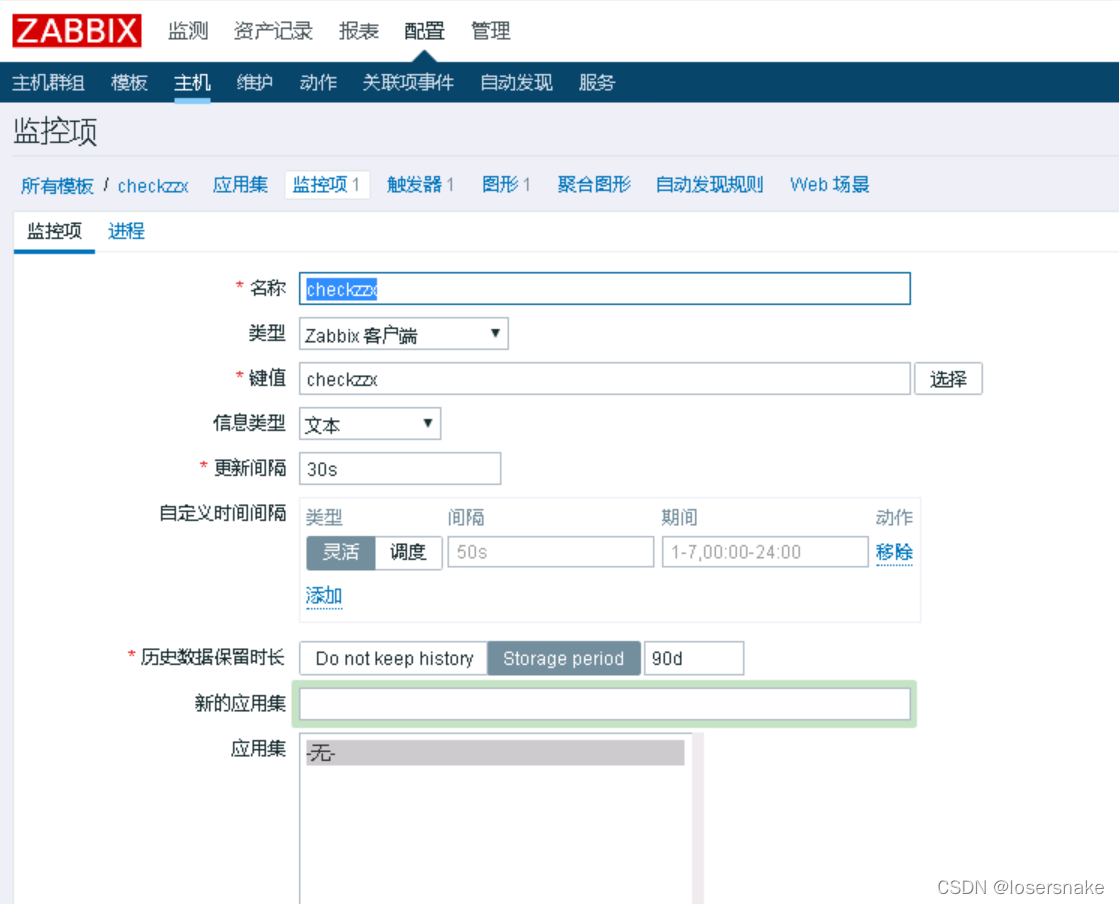 ZABBIX 监测 资产记录 报表 配置 管理
主机群组 模板 主机 维护 动作 关联项事件 自动发现 服务
监控项
所有模板 / checkzzx 应用集 监控项 1 触发器 1 图形 1 聚合图形 自动发现规则 Web 场景
监控项 进程
* 名称 checkzzx
类型 Zabbix 客户端
* 键值 checkzzx 选择
信息类型 文本
* 更新间隔 30s
自定义时间间隔 类型 间隔 期间 动作
灵活 调度 50s 1-7,00:00-24:00 移除
添加
* 历史数据保留时长 Do not keep history Storage period 90d
新的应用集
应用集 -无-
CSDN @losersnake